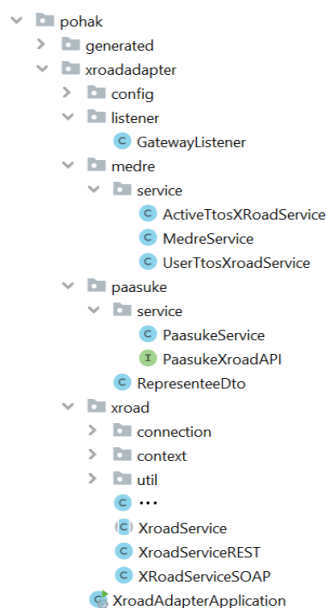 pohak
generated
xroadadapter
config
listener
GatewayListener
medre
service
ActiveTtosXRoadService
MedreService
UserTtosXroadService
paasuke
service
PaasukeService
PaasukeXroadAPI
RepresenteeDto
xroad
connection
context
util
...
XroadService
XroadServiceREST
XRoadServiceSOAP
XroadAdapterApplication